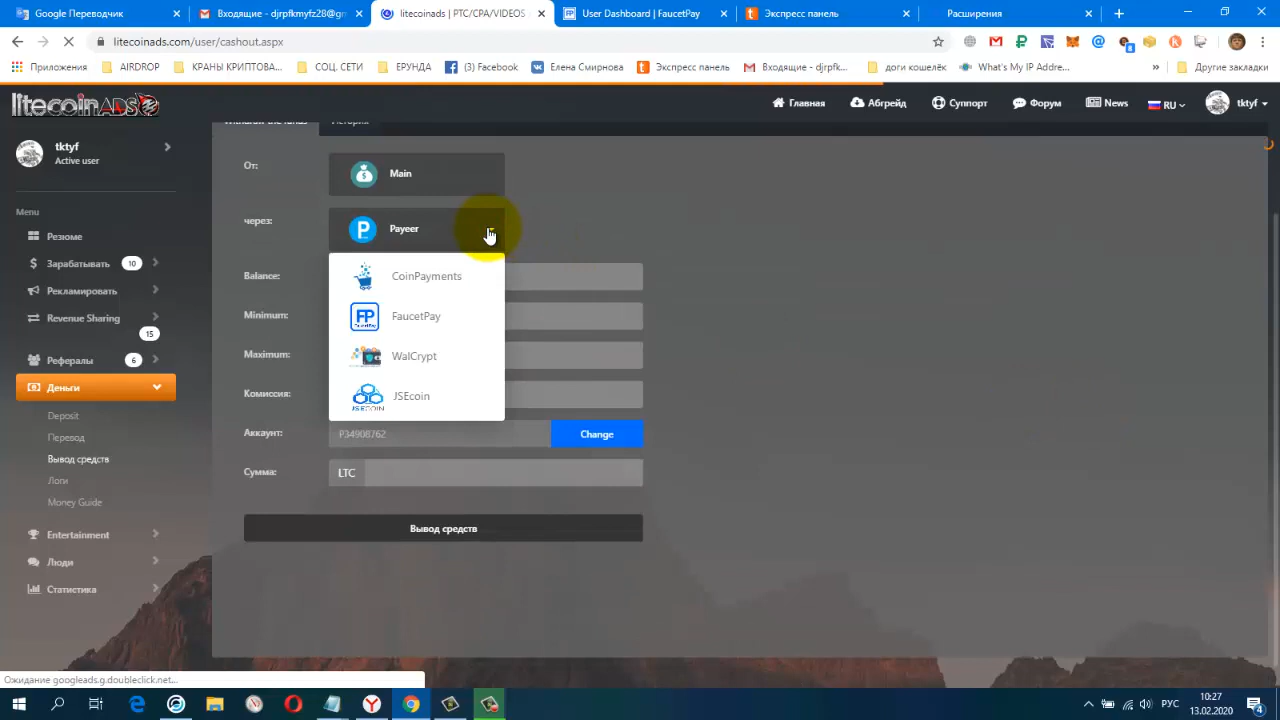 Google Переводчик
Входящие - djrpfkmyfz28@gm
litecoinads | PTC/CPA/VIDEOS
User Dashboard | FaucetPay
Экспресс панель
Расширения
litecoinads.com/user/cashout.aspx
Приложения
AIRDROP
КРАНЫ КРИПТОВА...
СОЦ. СЕТИ
ЕРУНДА
(3) Facebook
Елена Смирнова
Экспресс панель
Входящие - djrpfk...
доги кошелёк
What's My IP Addre...
»
Другие закладки
litecoinADS
Главная
Абгрейд
Суппорт
Форум
News
RU
tktyf
tktyf
Active user
Menu
Резюме
Зарабатывать 10
Рекламировать
Revenue Sharing
15
Рефералы 6
Деньги
Deposit
Перевод
Вывод средств
Логи
Money Guide
Entertainment
Люди
Статистика
От:
Main
через:
Payeer
CoinPayments
FaucetPay
WalCrypt
JSEcoin
Balance:
Minimum:
Maximum:
Комиссия:
Аккаунт:
P34908762
Change
Сумма:
LTC
Вывод средств
Ожидание googleads.g.doubleclick.net...
РУС
10:27
13.02.2020
4